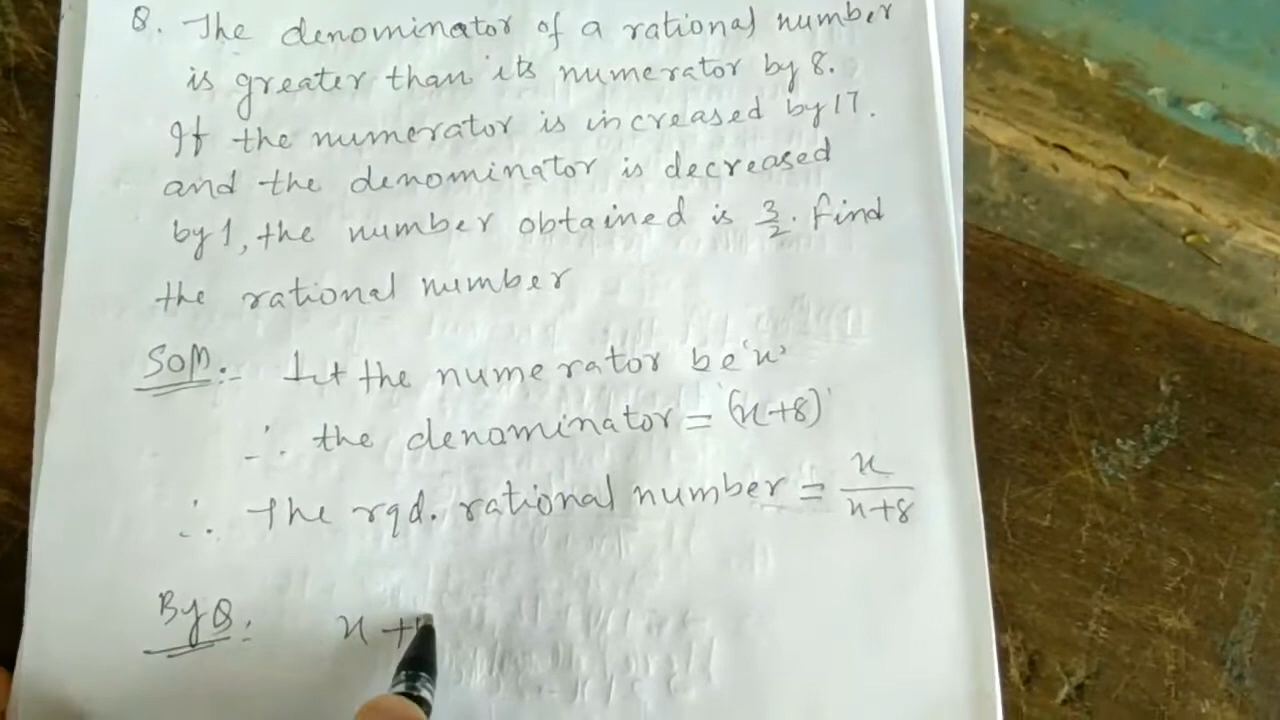 8. The denominator of a rational number
is greater than its numerator by 8.
If the numerator is increased by 17.
and the denominator is decreased
by 1, the number obtained is 3/2. find
the rational number
Soln:- Let the numerator be 'x'
∴ the denominator = (x+8)
∴ The rqd. rational number = x/x+8
By Q: x +